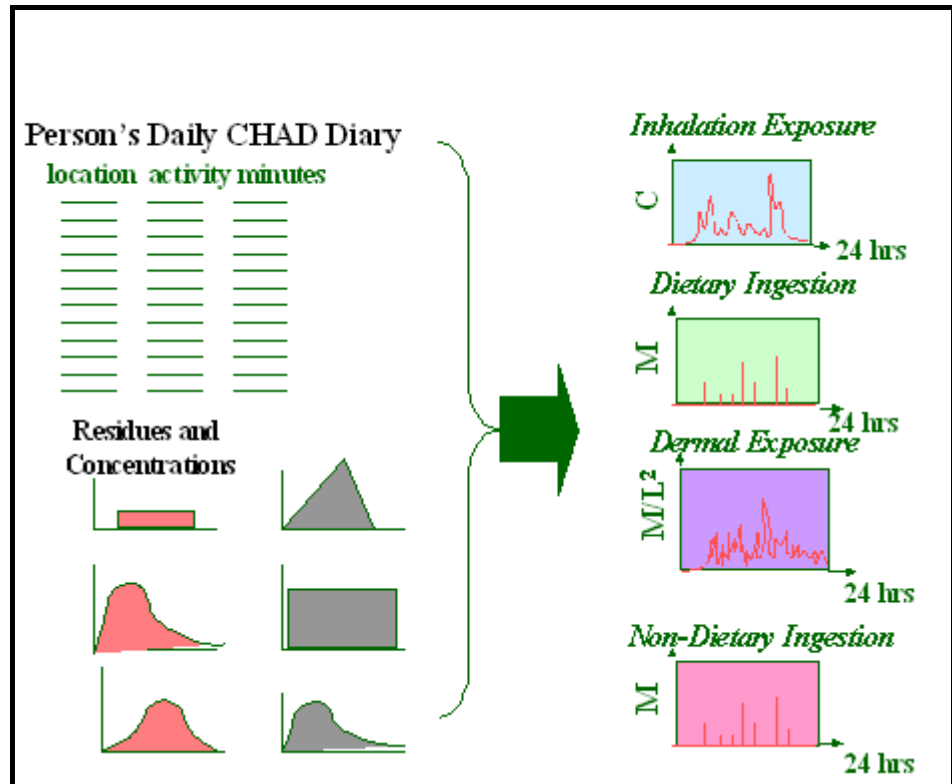 Person's Daily CHAD Diary
location activity minutes
Residues and
Concentrations
Inhalation Exposure
C
24 hrs
Dietary Ingestion
M
24 hrs
Dermal Exposure
M/L²
24 hrs
Non-Dietary Ingestion
M
24 hrs